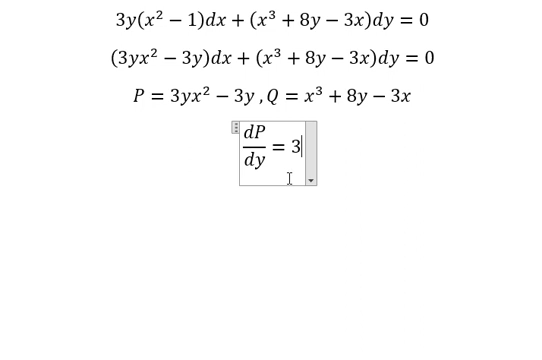 3y(x² − 1)dx + (x³ + 8y − 3x)dy = 0
(3yx² − 3y)dx + (x³ + 8y − 3x)dy = 0
P = 3yx² − 3y , Q = x³ + 8y − 3x
dP/dy = 3